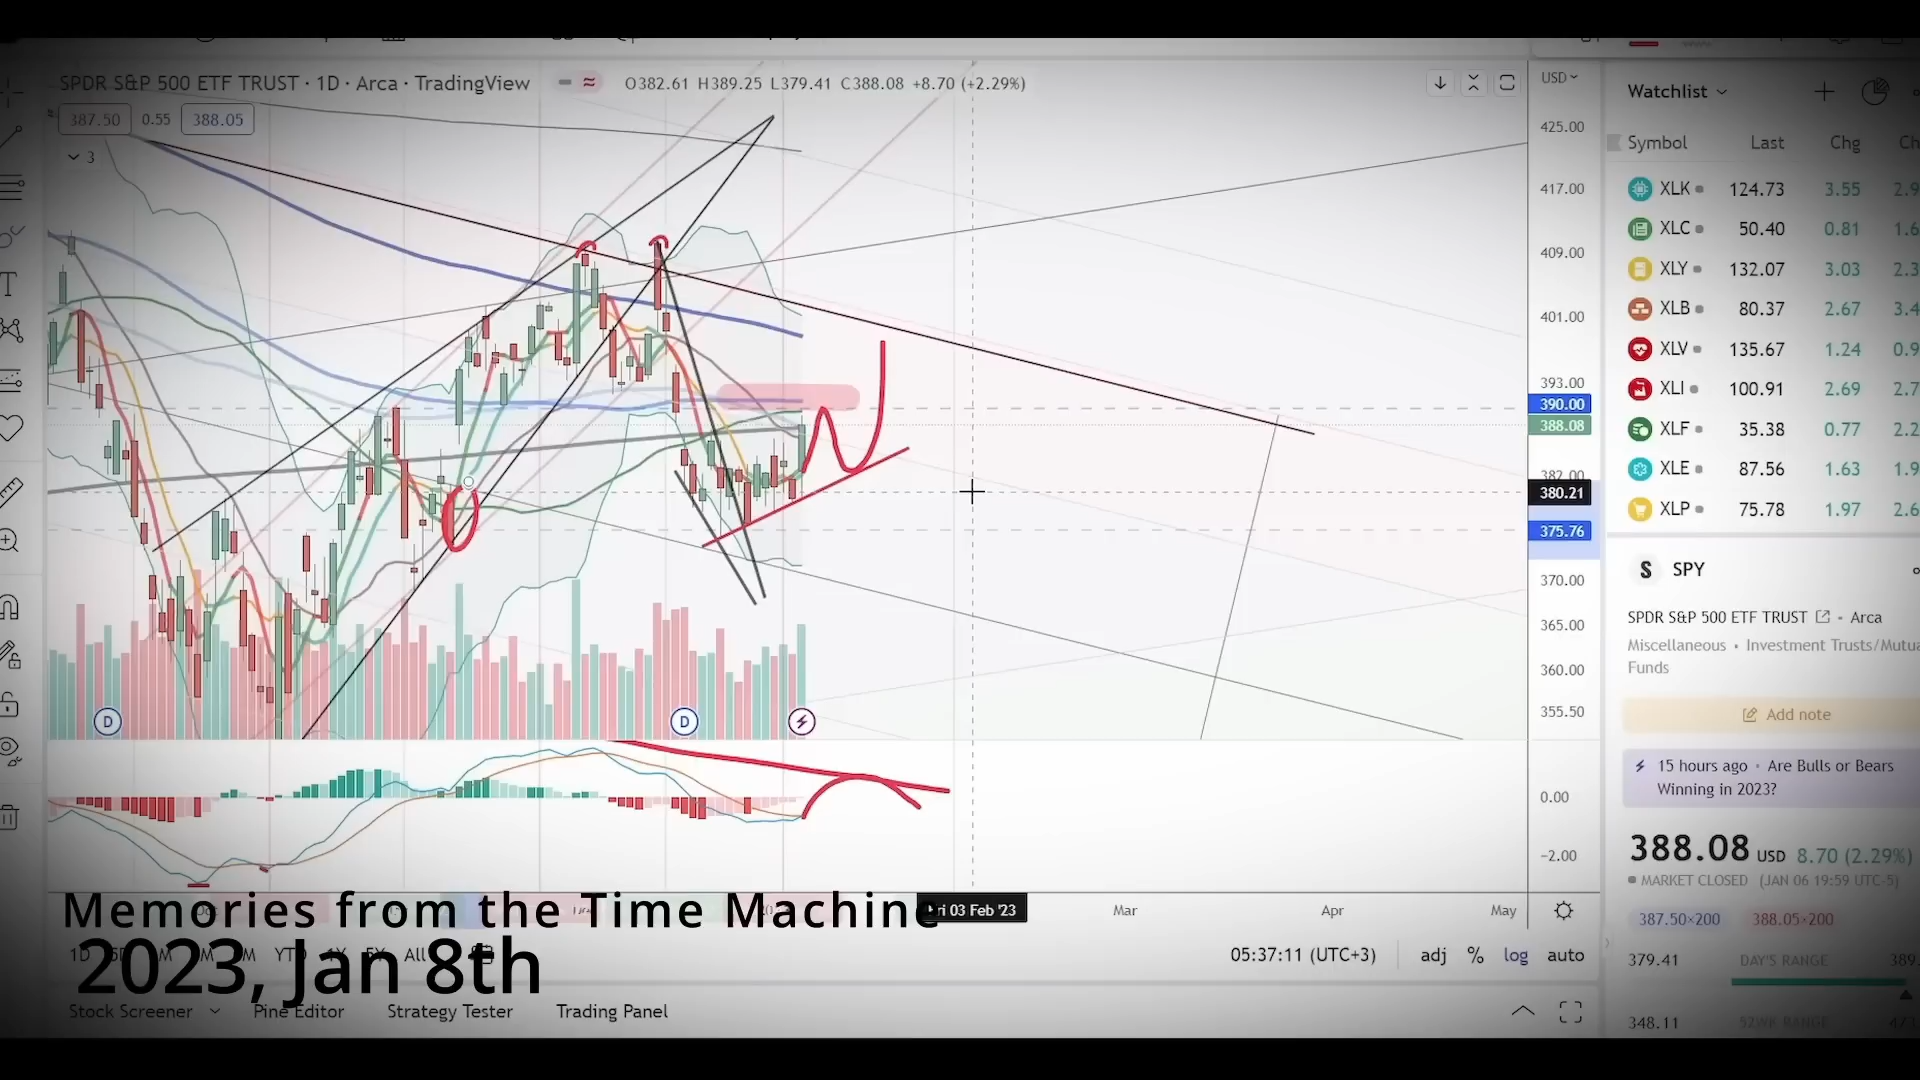 SPDR S&P 500 ETF TRUST · 1D · Arca · TradingView
O382.61 H389.25 L379.41 C388.08 +8.70 (+2.29%)
387.50 0.55 388.05
3
USD
425.00
417.00
409.00
401.00
393.00
390.00
388.08
382.00
380.21
375.76
370.00
365.00
360.00
355.50
0.00
−2.00
D
D
Watchlist
Symbol Last Chg
XLK 124.73 3.55
XLC 50.40 0.81
XLY 132.07 3.03
XLB 80.37 2.67
XLV 135.67 1.24
XLI 100.91 2.69
XLF 35.38 0.77
XLE 87.56 1.63
XLP 75.78 1.97
S SPY
SPDR S&P 500 ETF TRUST • Arca
Miscellaneous • Investment Trusts/Mutua
Funds
Add note
15 hours ago • Are Bulls or Bears
Winning in 2023?
388.08 USD 8.70 (2.29%)
MARKET CLOSED (JAN 06 19:59 UTC-5)
387.50×200 388.05×200
379.41 DAY'S RANGE 389.
348.11 52WK RANGE
Memories from the Time Machine
03 Feb '23 Mar Apr May
2023, Jan 8th
1D All
05:37:11 (UTC+3) adj % log auto
Stock Screener Pine Editor Strategy Tester Trading Panel